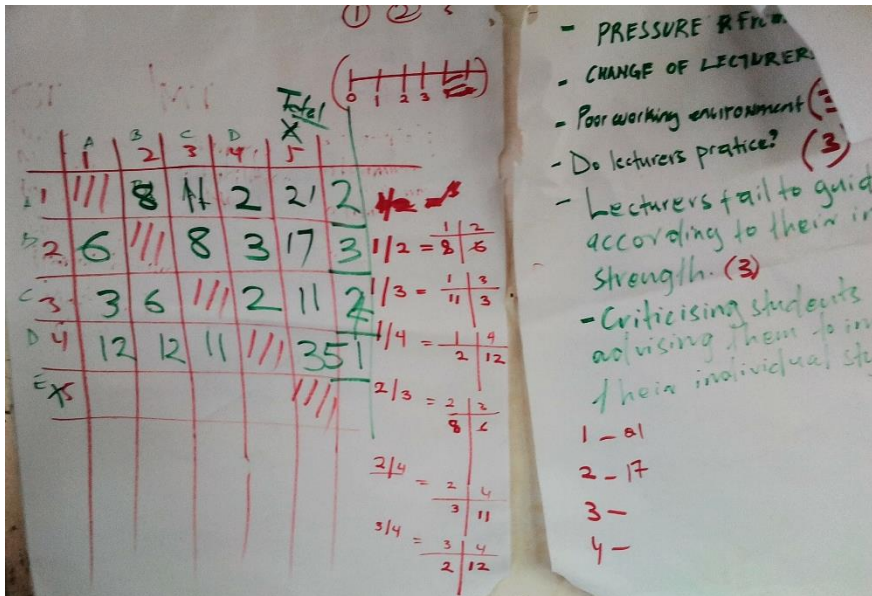 ① ② 3
0 1 2 3
Total
X
A B C D
1 2 3 4 5
1 /// 8 11 2 21 2
B 2 6 /// 8 3 17 3
C 3 3 6 /// 2 11 2
D 4 12 12 11 /// 35 1
E 5 ////
1/2 = 1 2
8 6
1/3 = 1 3
11 3
1/4 = 1 4
2 12
2/3 = 2 3
8 6
2/4 = 2 4
3 11
3/4 = 3 4
2 12
- PRESSURE
- CHANGE OF LECTURER
- Poor working environment
- Do lecturers pratice? (3)
- Lecturers fail to guid
according to their in
strength. (3)
- Criticising students
advising them to in
their individual
1 - 21
2 - 17
3 -
4 -